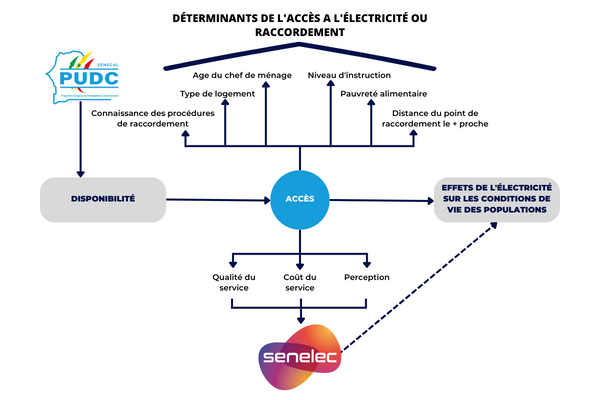 DÉTERMINANTS DE L'ACCÈS A L'ÉLECTRICITÉ OU
RACCORDEMENT
SENEGAL
PUDC
Age du chef de ménage
Niveau d'instruction
Type de logement
Pauvreté alimentaire
Connaissance des procédures
de raccordement
Distance du point de
raccordement le + proche
DISPONIBILITÉ
ACCÈS
EFFETS DE L'ÉLECTRICITÉ
SUR LES CONDITIONS DE
VIE DES POPULATIONS
Qualité du
service
Coût du
service
Perception
senelec